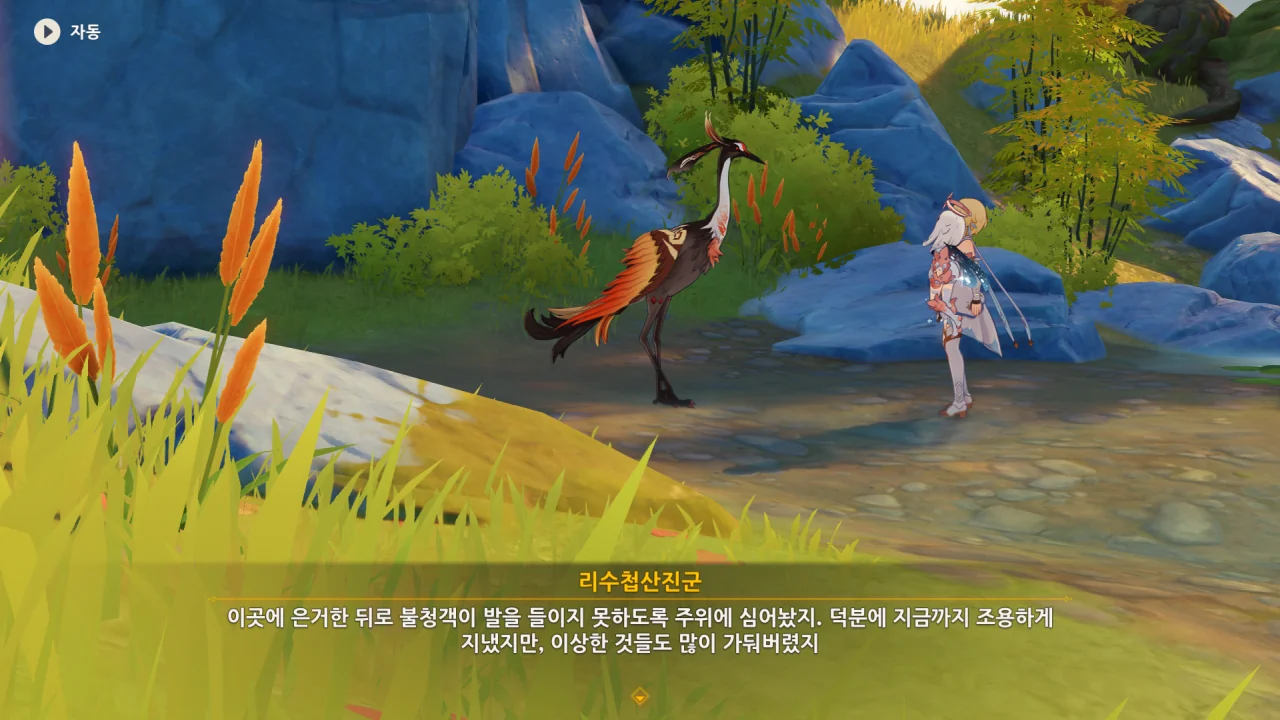 자동
리수첩산진군
이곳에 은거한 뒤로 불청객이 발을 들이지 못하도록 주위에 심어놨지. 덕분에 지금까지 조용하게
지냈지만, 이상한 것들도 많이 가둬버렸지